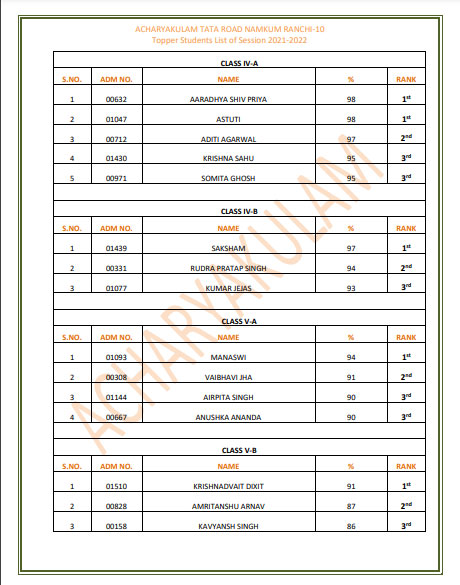 ACHARYAKULAM TATA ROAD NAMKUM RANCHI-10
Topper Students List of Session 2021-2022
CLASS IV-A
S.NO. ADM NO. NAME % RANK
1 00632 AARADHYA SHIV PRIYA 98 1st
2 01047 ASTUTI 98 1st
3 00712 ADITI AGARWAL 97 2nd
4 01430 KRISHNA SAHU 95 3rd
5 00971 SOMITA GHOSH 95 3rd
CLASS IV-B
S.NO. ADM NO. NAME % RANK
1 01439 SAKSHAM 97 1st
2 00331 RUDRA PRATAP SINGH 94 2nd
3 01077 KUMAR JEJAS 93 3rd
CLASS V-A
S.NO. ADM NO. NAME % RANK
1 01093 MANASWI 94 1st
2 00308 VAIBHAVI JHA 91 2nd
3 01144 AIRPITA SINGH 90 3rd
4 00667 ANUSHKA ANANDA 90 3rd
CLASS V-B
S.NO. ADM NO. NAME % RANK
1 01510 KRISHNADVAIT DIXIT 91 1st
2 00828 AMRITANSHU ARNAV 87 2nd
3 00158 KAVYANSH SINGH 86 3rd
ACHARYAKULAM